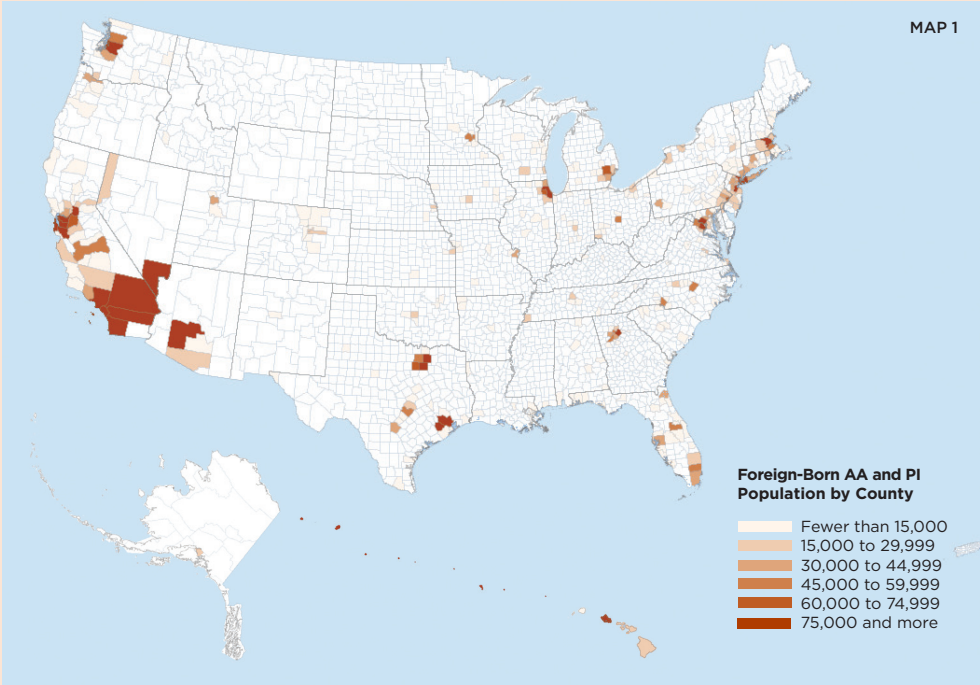 MAP 1
Foreign-Born AA and PI
Population by County
Fewer than 15,000
15,000 to 29,999
30,000 to 44,999
45,000 to 59,999
60,000 to 74,999
75,000 and more